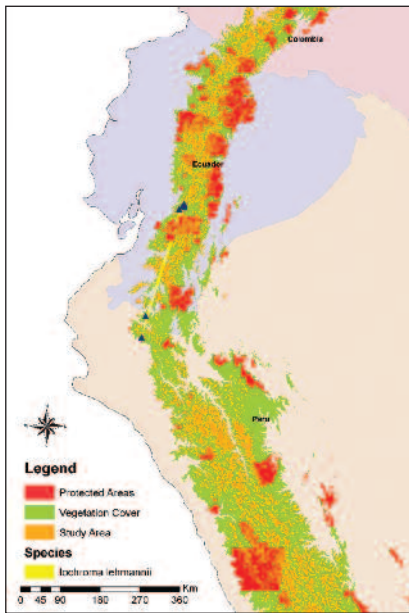 Colombia
Ecuador
Peru
Legend
Protected Areas
Vegetation Cover
Study Area
Species
Iochroma lehmannii
Km
0 45 90 180 270 360